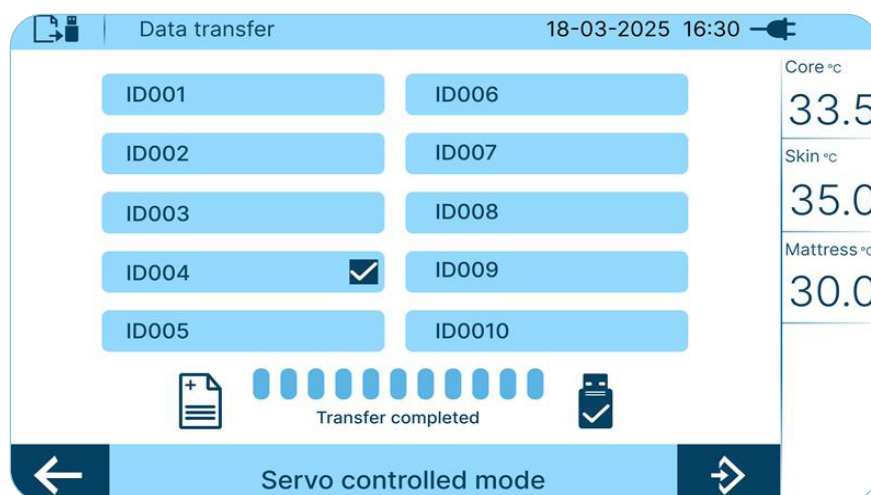 Data transfer 18-03-2025 16:30
Core °C
33.5
Skin °C
35.0
Mattress °C
30.0
ID001
ID002
ID003
ID004
ID005
ID006
ID007
ID008
ID009
ID0010
Transfer completed
Servo controlled mode